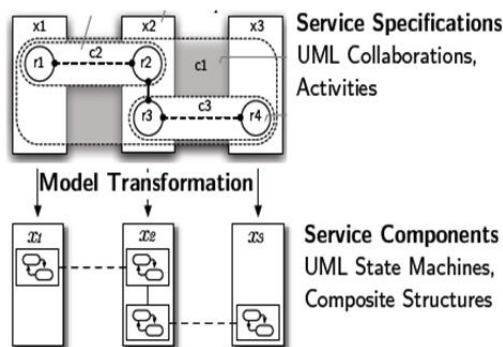 x1 x2 x3
Service Specifications
c2
r1 r2 c1
UML Collaborations,
Activities
c3
r3 r4
Model Transformation
x1 x2 x3
Service Components
UML State Machines,
Composite Structures